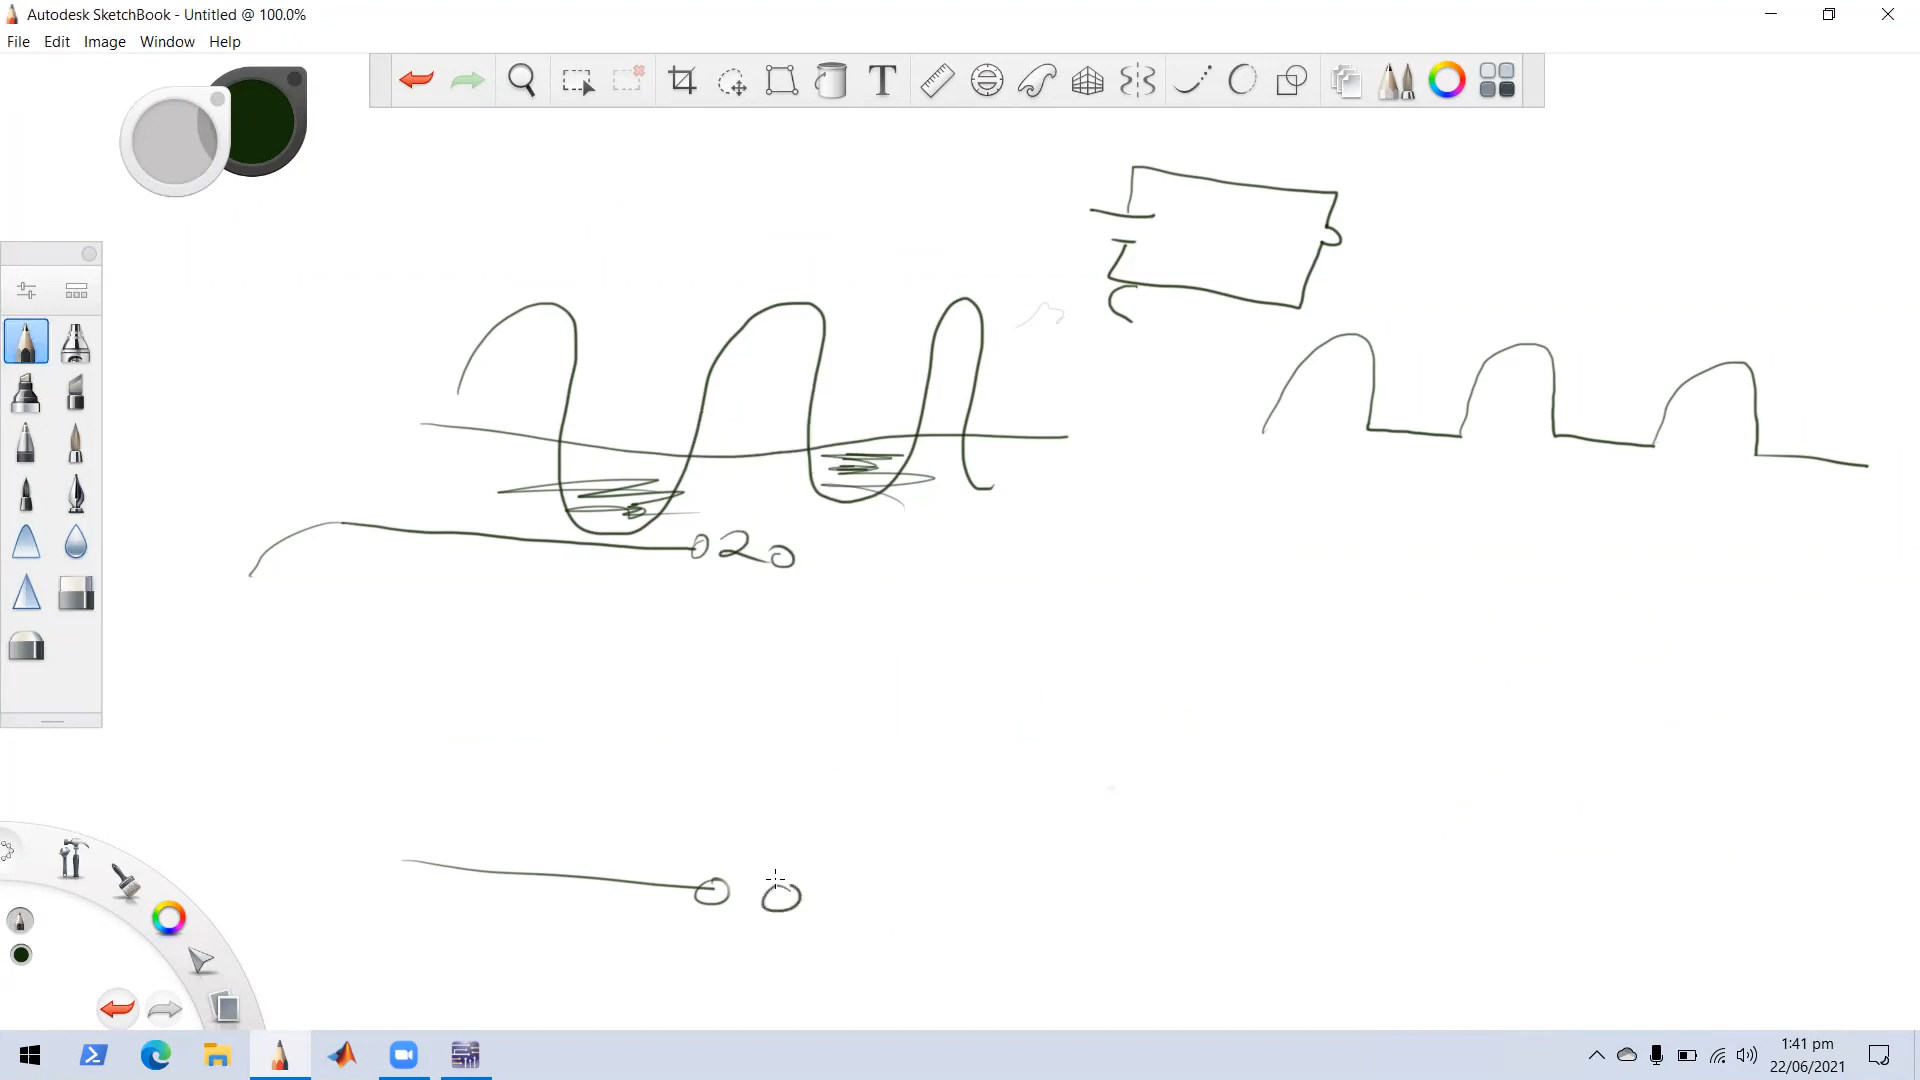 Autodesk SketchBook - Untitled @ 100.0%
File Edit Image Window Help
T
020
1:41 pm
22/06/2021